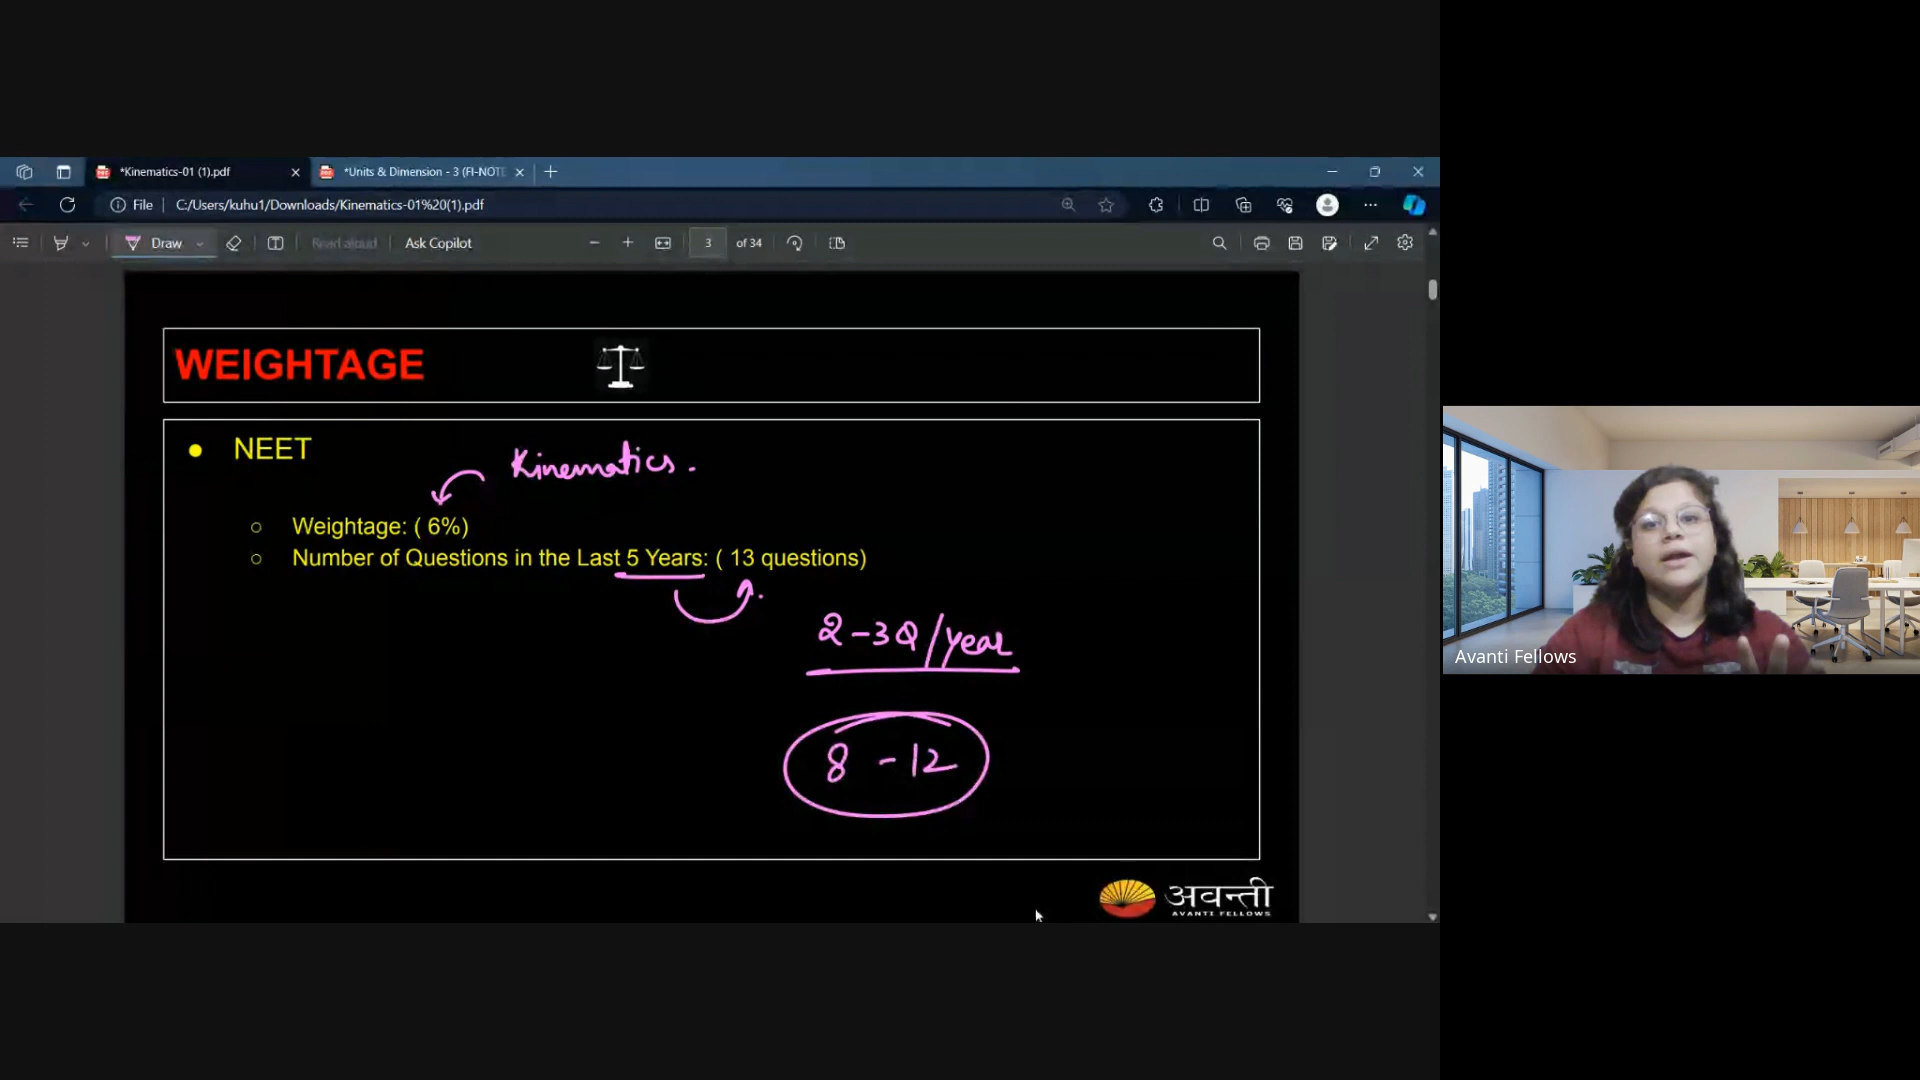 *Kinematics-01 (1).pdf
*Units & Dimension - 3 (FI-NOTE
File
C:/Users/kuhu1/Downloads/Kinematics-01%20(1).pdf
Draw
Read aloud
Ask Copilot
3
of 34
WEIGHTAGE
NEET
Kinematics.
Weightage: ( 6%)
Number of Questions in the Last 5 Years: ( 13 questions)
2-3Q/year
8 - 12
Avanti Fellows
अवन्ती
AVANTI FELLOWS